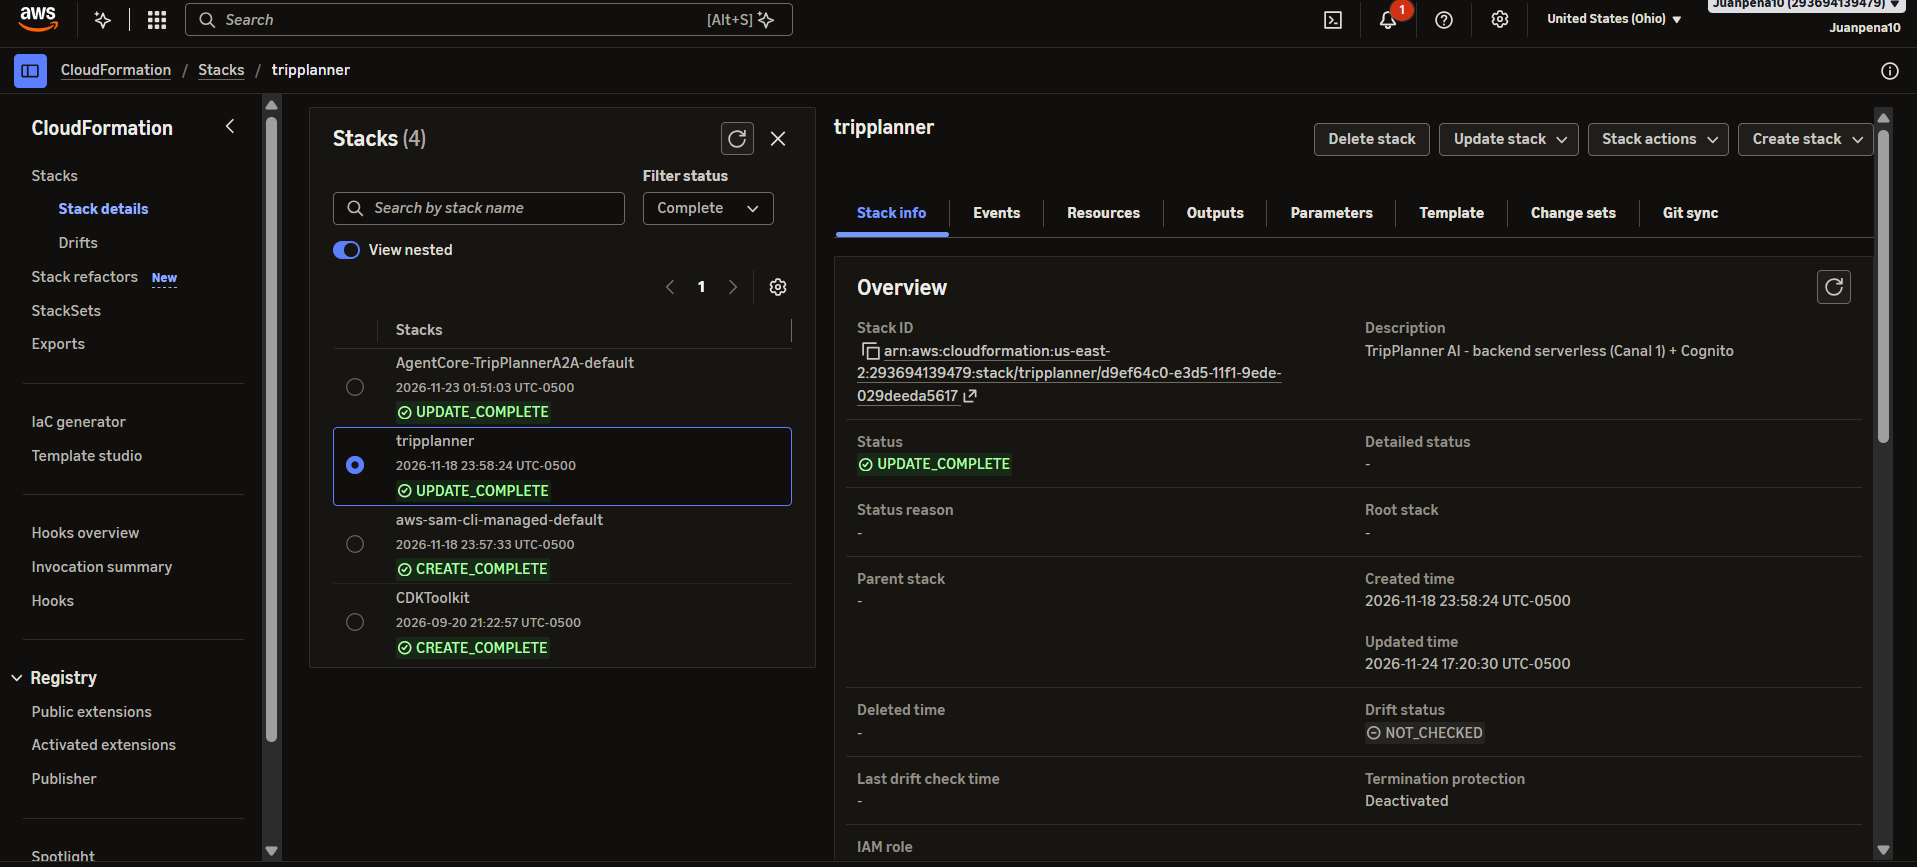 aws
Search
[Alt+S]
1
United States (Ohio)
Juanpena10 (293694139479)
Juanpena10
CloudFormation / Stacks / tripplanner
CloudFormation
Stacks
Stack details
Drifts
Stack refactors New
StackSets
Exports
IaC generator
Template studio
Hooks overview
Invocation summary
Hooks
Registry
Public extensions
Activated extensions
Publisher
Spotlight
Stacks (4)
Filter status
Search by stack name
Complete
View nested
1
Stacks
AgentCore-TripPlannerA2A-default
2026-11-23 01:51:03 UTC-0500
UPDATE_COMPLETE
tripplanner
2026-11-18 23:58:24 UTC-0500
UPDATE_COMPLETE
aws-sam-cli-managed-default
2026-11-18 23:57:33 UTC-0500
CREATE_COMPLETE
CDKToolkit
2026-09-20 21:22:57 UTC-0500
CREATE_COMPLETE
tripplanner
Delete stack
Update stack
Stack actions
Create stack
Stack info
Events
Resources
Outputs
Parameters
Template
Change sets
Git sync
Overview
Stack ID
arn:aws:cloudformation:us-east-
2:293694139479:stack/tripplanner/d9ef64c0-e3d5-11f1-9ede-
029deeda5617
Description
TripPlanner AI - backend serverless (Canal 1) + Cognito
Status
UPDATE_COMPLETE
Detailed status
-
Status reason
-
Root stack
-
Parent stack
-
Created time
2026-11-18 23:58:24 UTC-0500
Updated time
2026-11-24 17:20:30 UTC-0500
Deleted time
-
Drift status
NOT_CHECKED
Last drift check time
-
Termination protection
Deactivated
IAM role